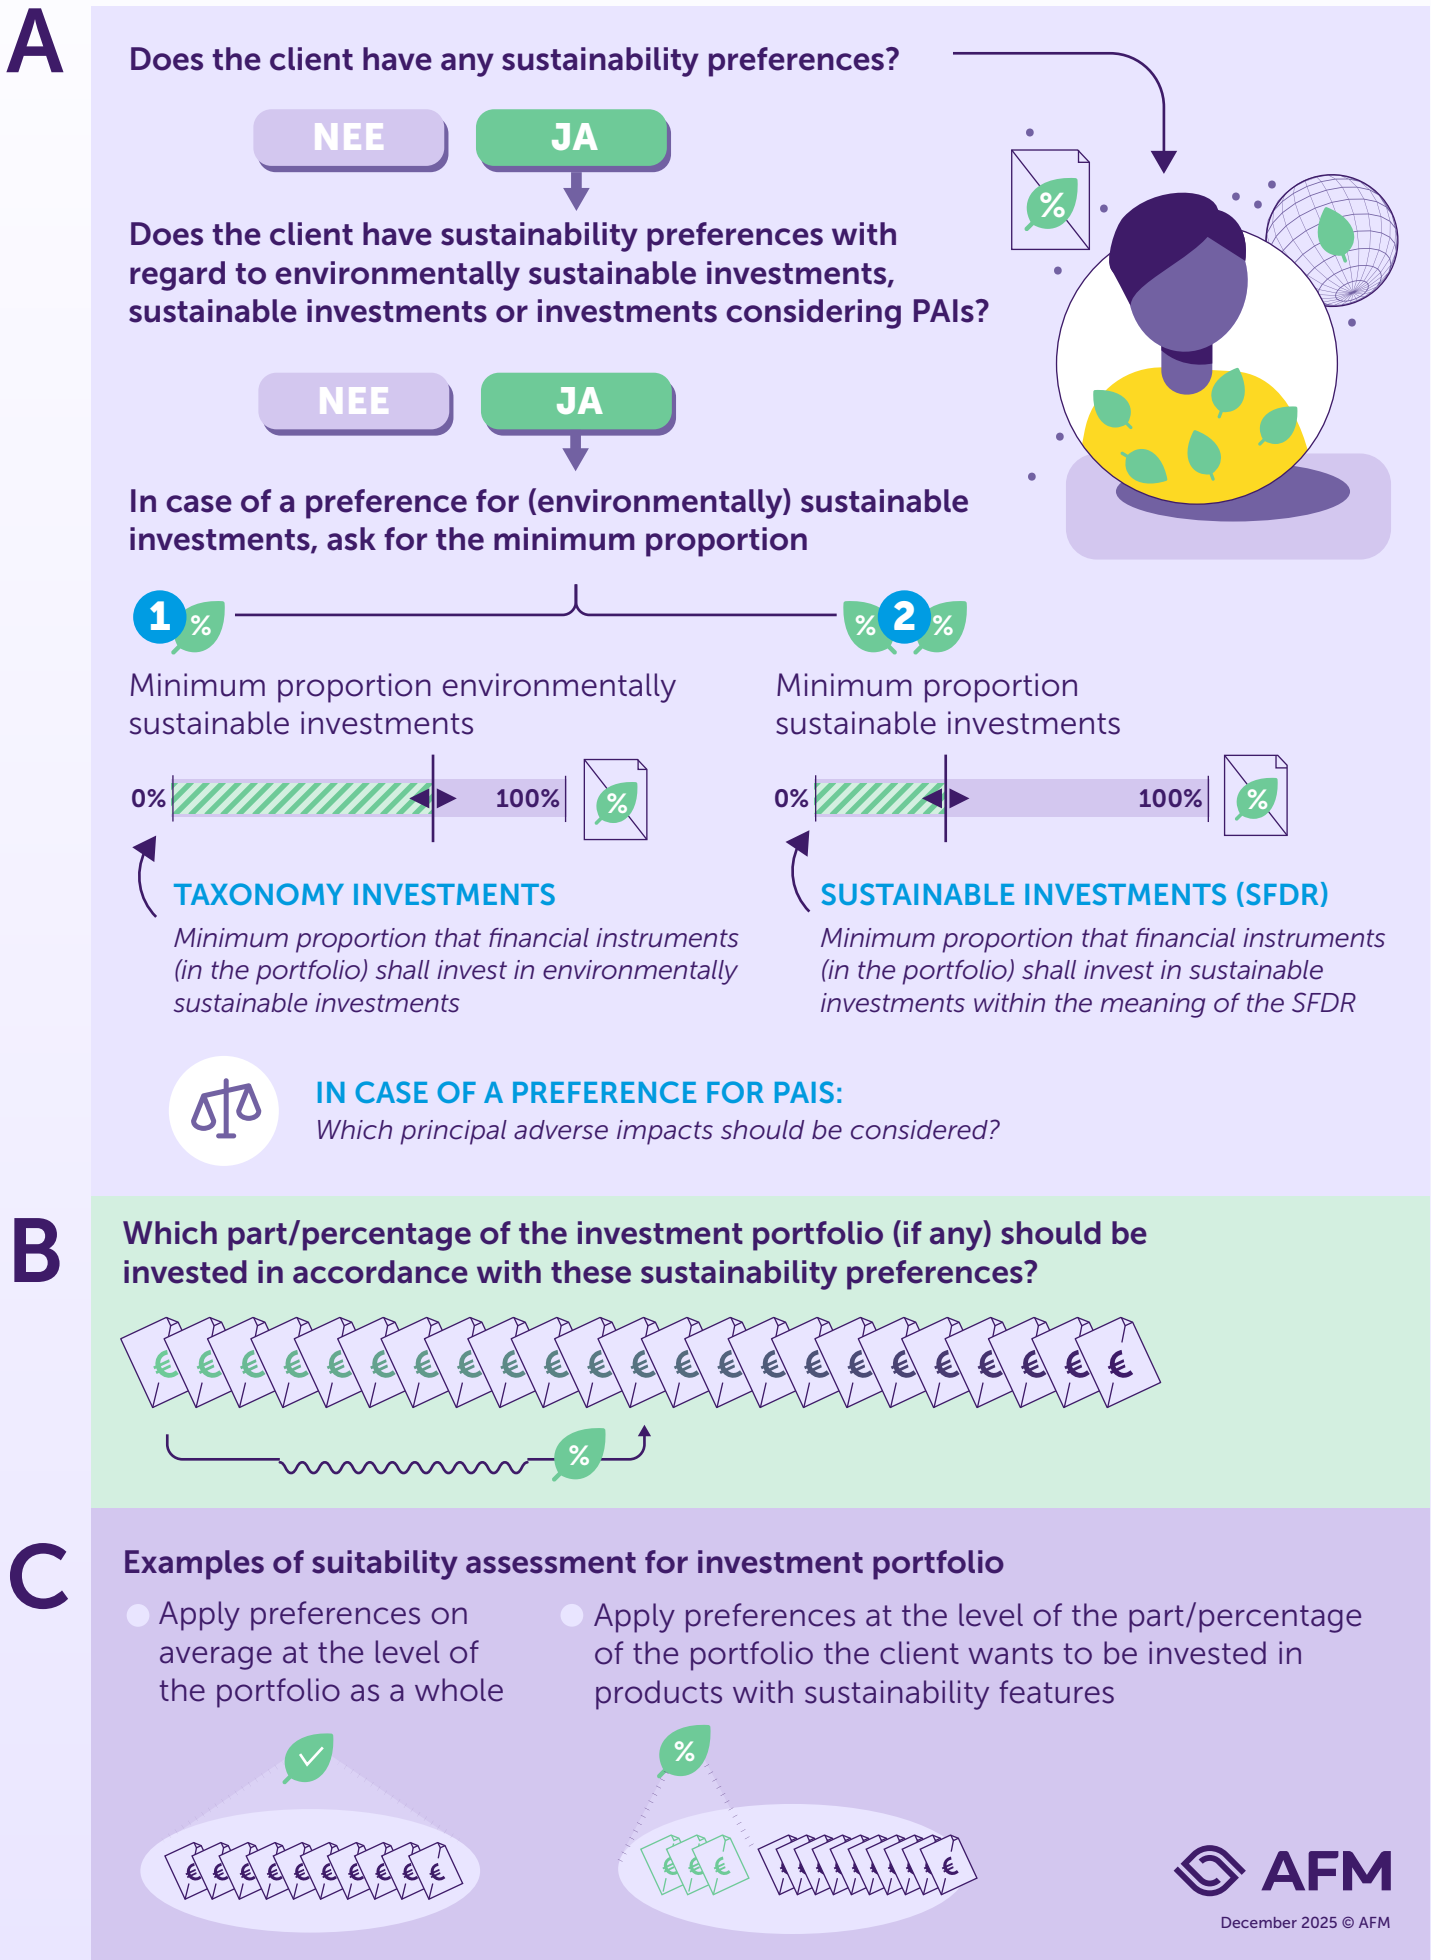 A
Does the client have any sustainability preferences?
NEE
JA
%
Does the client have sustainability preferences with
regard to environmentally sustainable investments,
sustainable investments or investments considering PAIs?
NEE
JA
In case of a preference for (environmentally) sustainable
investments, ask for the minimum proportion
1
%
Minimum proportion environmentally
sustainable investments
0%
100%
%
TAXONOMY INVESTMENTS
Minimum proportion that financial instruments
(in the portfolio) shall invest in environmentally
sustainable investments
%
2
%
Minimum proportion
sustainable investments
0%
100%
%
SUSTAINABLE INVESTMENTS (SFDR)
Minimum proportion that financial instruments
(in the portfolio) shall invest in sustainable
investments within the meaning of the SFDR
IN CASE OF A PREFERENCE FOR PAIS:
Which principal adverse impacts should be considered?
B
Which part/percentage of the investment portfolio (if any) should be
invested in accordance with these sustainability preferences?
€ € € € € € € € € € € € € € € € € € € € € € €
%
C
Examples of suitability assessment for investment portfolio
Apply preferences on
average at the level of
the portfolio as a whole
€ € € € € € € € € €
Apply preferences at the level of the part/percentage
of the portfolio the client wants to be invested in
products with sustainability features
%
€ € €
€
AFM
December 2025 © AFM